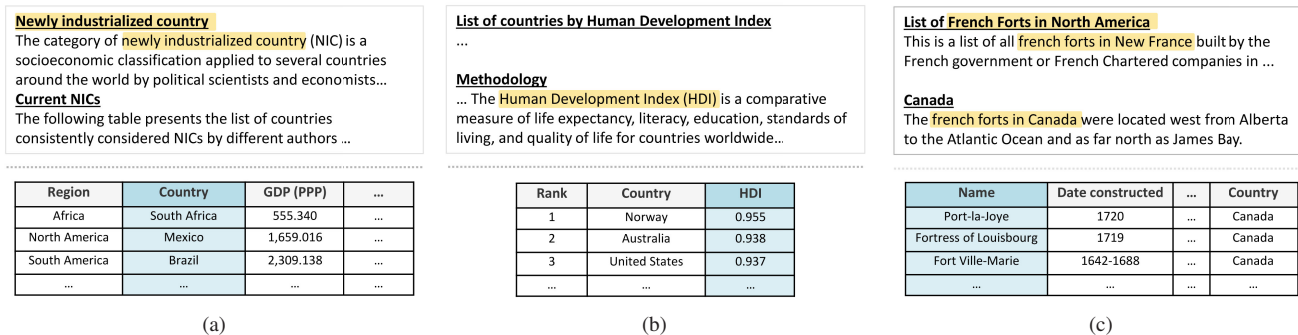 Newly industrialized country
The category of newly industrialized country (NIC) is a
socioeconomic classification applied to several countries
around the world by political scientists and economists...
Current NICs
The following table presents the list of countries
consistently considered NICs by different authors ...
Region Country GDP (PPP) ...
Africa South Africa 555.340 ...
North America Mexico 1,659.016 ...
South America Brazil 2,309.138 ...
... ... ... ...
(a)
List of countries by Human Development Index
...
Methodology
... The Human Development Index (HDI) is a comparative
measure of life expectancy, literacy, education, standards of
living, and quality of life for countries worldwide...
Rank Country HDI
1 Norway 0.955
2 Australia 0.938
3 United States 0.937
... ... ...
(b)
List of French Forts in North America
This is a list of all french forts in New France built by the
French government or French Chartered companies in ...
Canada
The french forts in Canada were located west from Alberta
to the Atlantic Ocean and as far north as James Bay.
Name Date constructed ... Country
Port-la-Joye 1720 ... Canada
Fortress of Louisbourg 1719 ... Canada
Fort Ville-Marie 1642-1688 ... Canada
... ... ... ...
(c)